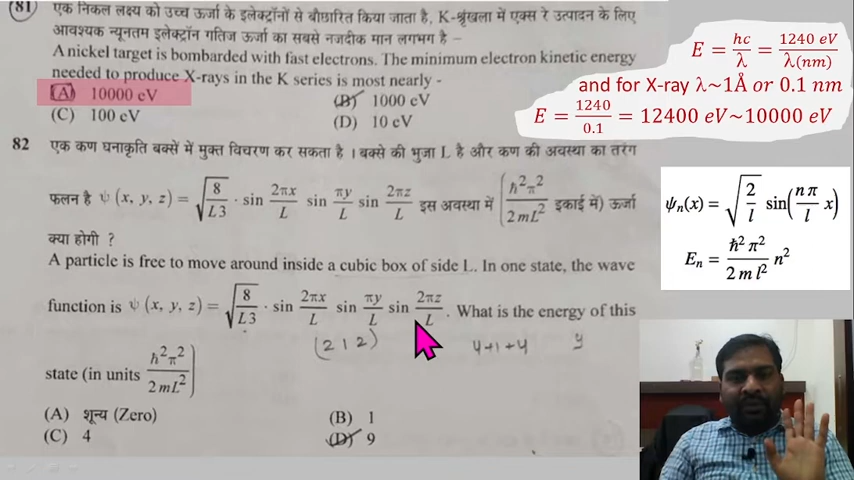 (81) एक निकल लक्ष्य को उच्च ऊर्जा के इलेक्ट्रॉनों से बौछारित किया जाता है, K-श्रृंखला में एक्स रे उत्पादन के लिए
आवश्यक न्यूनतम इलेक्ट्रॉन गतिज ऊर्जा का सबसे नजदीक मान लगभग है –
A nickel target is bombarded with fast electrons. The minimum electron kinetic energy
needed to produce X-rays in the K series is most nearly -
(A) 10000 eV (B) 1000 eV
(C) 100 eV (D) 10 eV
E = hc/λ = 1240 eV/λ(nm)
and for X-ray λ~1Å or 0.1 nm
E = 1240/0.1 = 12400 eV~10000 eV
82 एक कण घनाकृति बक्से में मुक्त विचरण कर सकता है। बक्से की भुजा L है और कण की अवस्था का तरंग
फलन है ψ (x, y, z) = √(8/L3) · sin 2πx/L sin πy/L sin 2πz/L इस अवस्था में (ℏ²π²/2mL² इकाई में) ऊर्जा
क्या होगी ?
A particle is free to move around inside a cubic box of side L. In one state, the wave
function is ψ (x, y, z) = √(8/L3) · sin 2πx/L sin πy/L sin 2πz/L. What is the energy of this
(2 1 2) 4+1+4 y
state (in units ℏ²π²/2mL²)
(A) शून्य (Zero) (B) 1
(C) 4 (D) 9
ψn(x) = √(2/l) sin(nπ/l x)
En = ℏ²π²/2ml² n²